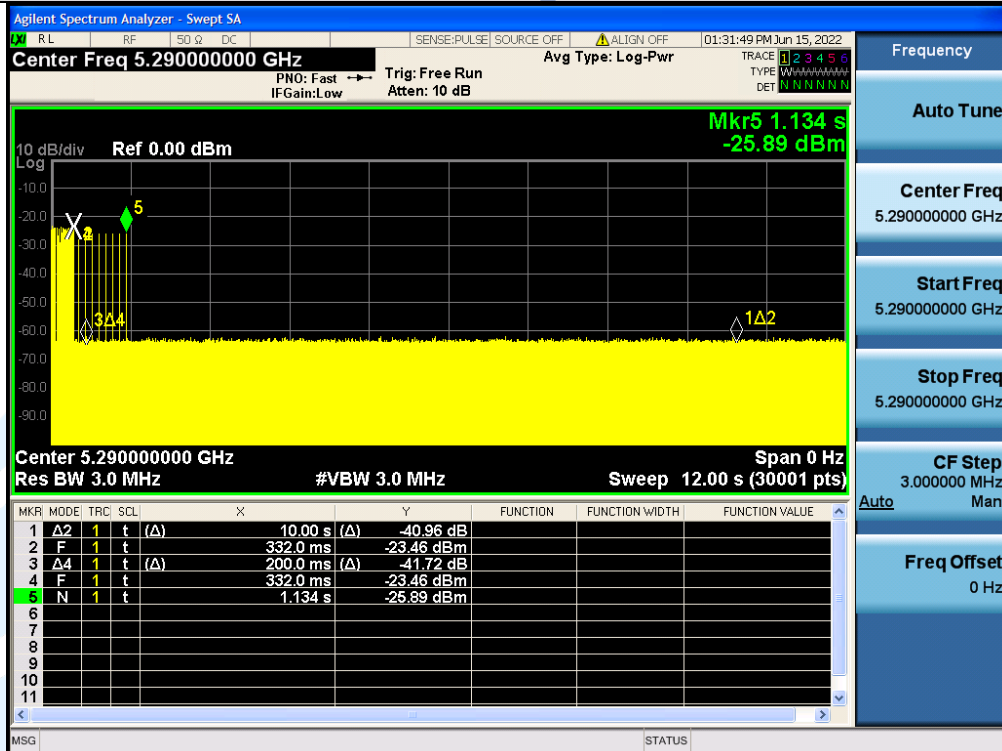 Agilent Spectrum Analyzer - Swept SA
LXI RL RF 50 Ω DC SENSE:PULSE SOURCE OFF ALIGN OFF 01:31:49 PM Jun 15, 2022
Center Freq 5.290000000 GHz
PNO: Fast
IFGain:Low
Trig: Free Run
Atten: 10 dB
Avg Type: Log-Pwr
TRACE 1 2 3 4 5 6
TYPE W
DET N N N N N N
Mkr5 1.134 s
-25.89 dBm
10 dB/div Ref 0.00 dBm
Log
-10.0
-20.0
-30.0
-40.0
-50.0
-60.0
-70.0
-80.0
-90.0
5
3Δ4
1Δ2
Center 5.290000000 GHz Span 0 Hz
Res BW 3.0 MHz #VBW 3.0 MHz Sweep 12.00 s (30001 pts)
MKR MODE TRC SCL X Y FUNCTION FUNCTION WIDTH FUNCTION VALUE
1 Δ2 1 t (Δ) 10.00 s (Δ) -40.96 dB
2 F 1 t 332.0 ms -23.46 dBm
3 Δ4 1 t (Δ) 200.0 ms (Δ) -41.72 dB
4 F 1 t 332.0 ms -23.46 dBm
5 N 1 t 1.134 s -25.89 dBm
6
7
8
9
10
11
MSG STATUS
Frequency
Auto Tune
Center Freq
5.290000000 GHz
Start Freq
5.290000000 GHz
Stop Freq
5.290000000 GHz
CF Step
3.000000 MHz
Auto Man
Freq Offset
0 Hz